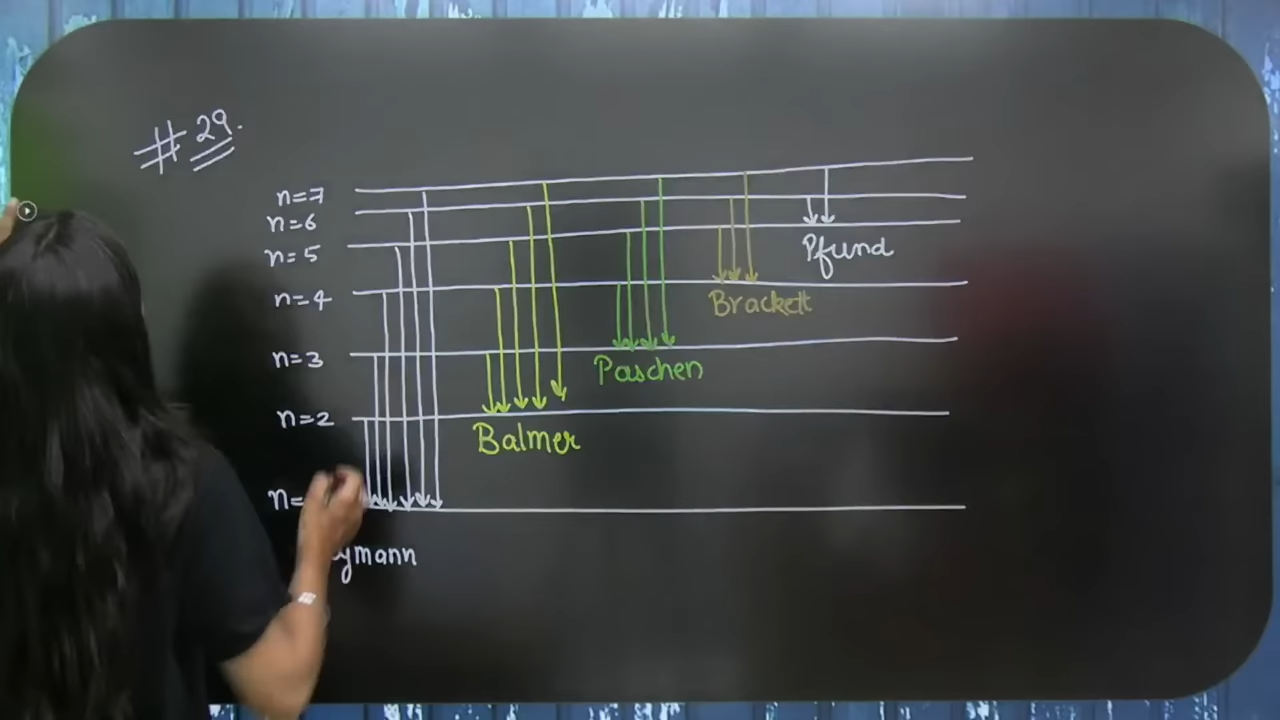 # 29.
n=7
n=6
n=5
n=4
n=3
n=2
n=
Pfund
Brackett
Paschen
Balmer
ymann